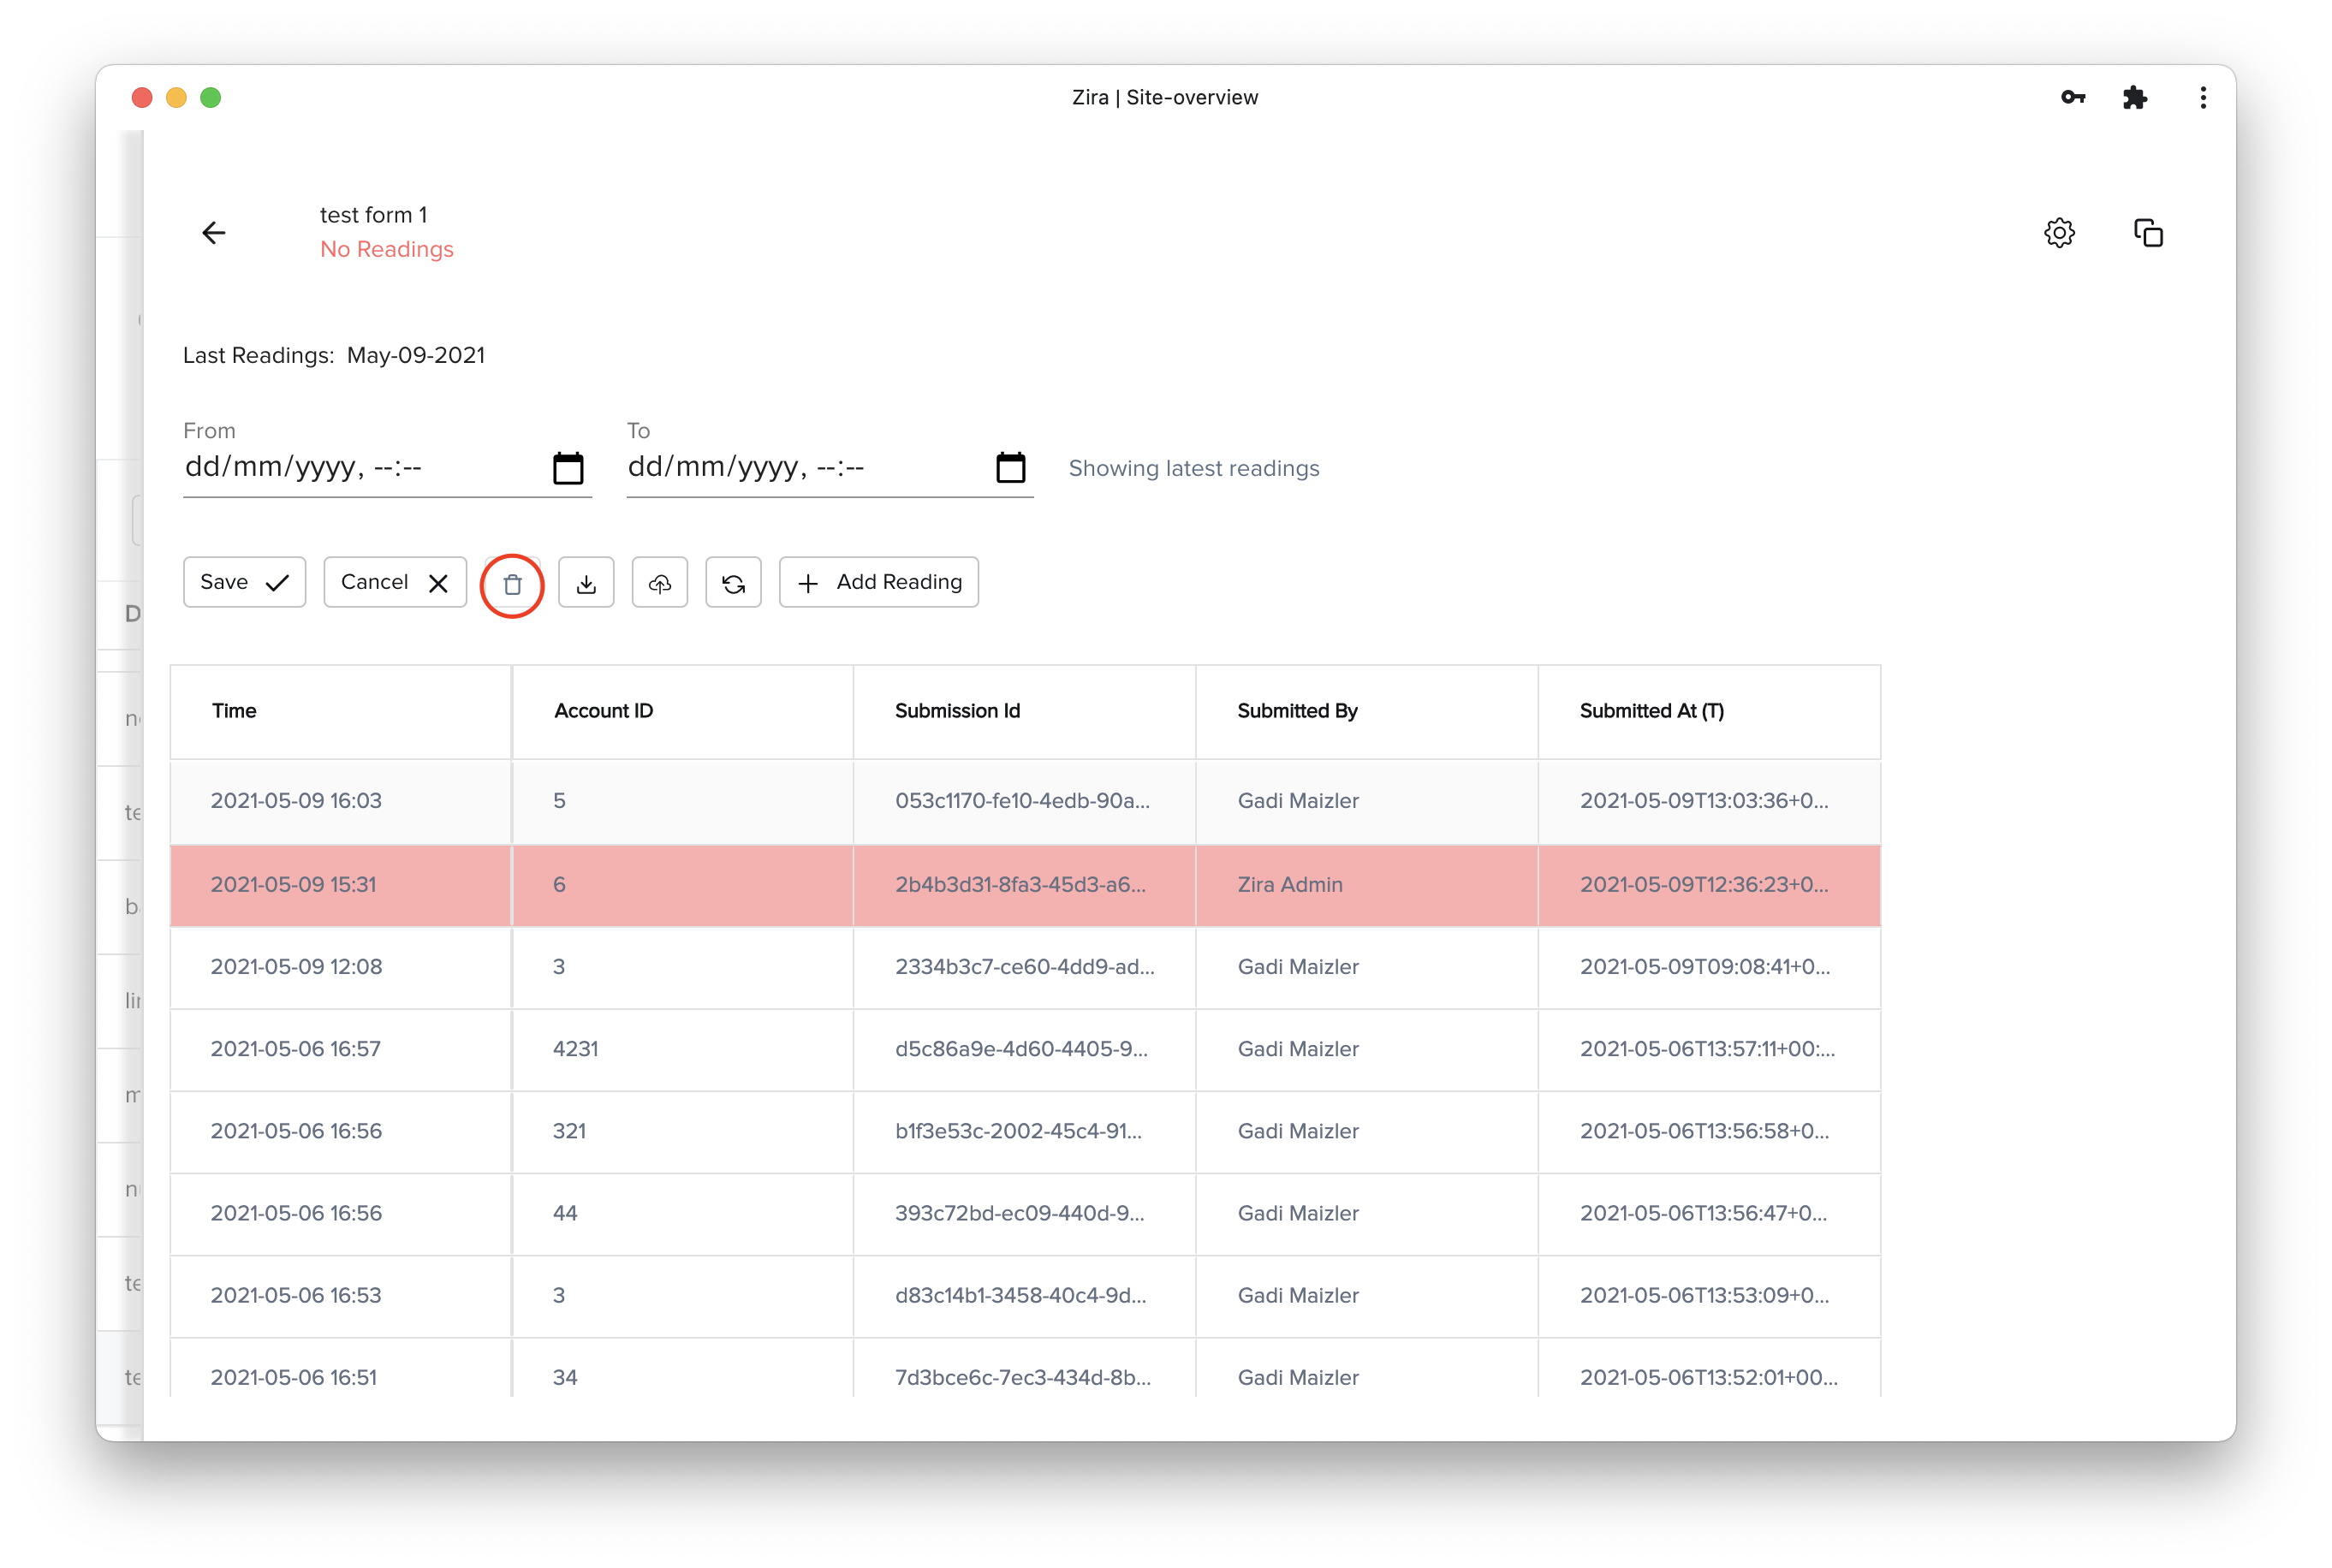 Zira | Site-overview
test form 1
No Readings
Last Readings: May-09-2021
From To
dd/mm/yyyy, --:-- dd/mm/yyyy, --:-- Showing latest readings
Save Cancel Add Reading
Time Account ID Submission Id Submitted By Submitted At (T)
2021-05-09 16:03 5 053c1170-fe10-4edb-90a... Gadi Maizler 2021-05-09T13:03:36+0...
2021-05-09 15:31 6 2b4b3d31-8fa3-45d3-a6... Zira Admin 2021-05-09T12:36:23+0...
2021-05-09 12:08 3 2334b3c7-ce60-4dd9-ad... Gadi Maizler 2021-05-09T09:08:41+0...
2021-05-06 16:57 4231 d5c86a9e-4d60-4405-9... Gadi Maizler 2021-05-06T13:57:11+00:...
2021-05-06 16:56 321 b1f3e53c-2002-45c4-91... Gadi Maizler 2021-05-06T13:56:58+0...
2021-05-06 16:56 44 393c72bd-ec09-440d-9... Gadi Maizler 2021-05-06T13:56:47+0...
2021-05-06 16:53 3 d83c14b1-3458-40c4-9d... Gadi Maizler 2021-05-06T13:53:09+0...
2021-05-06 16:51 34 7d3bce6c-7ec3-434d-8b... Gadi Maizler 2021-05-06T13:52:01+00...